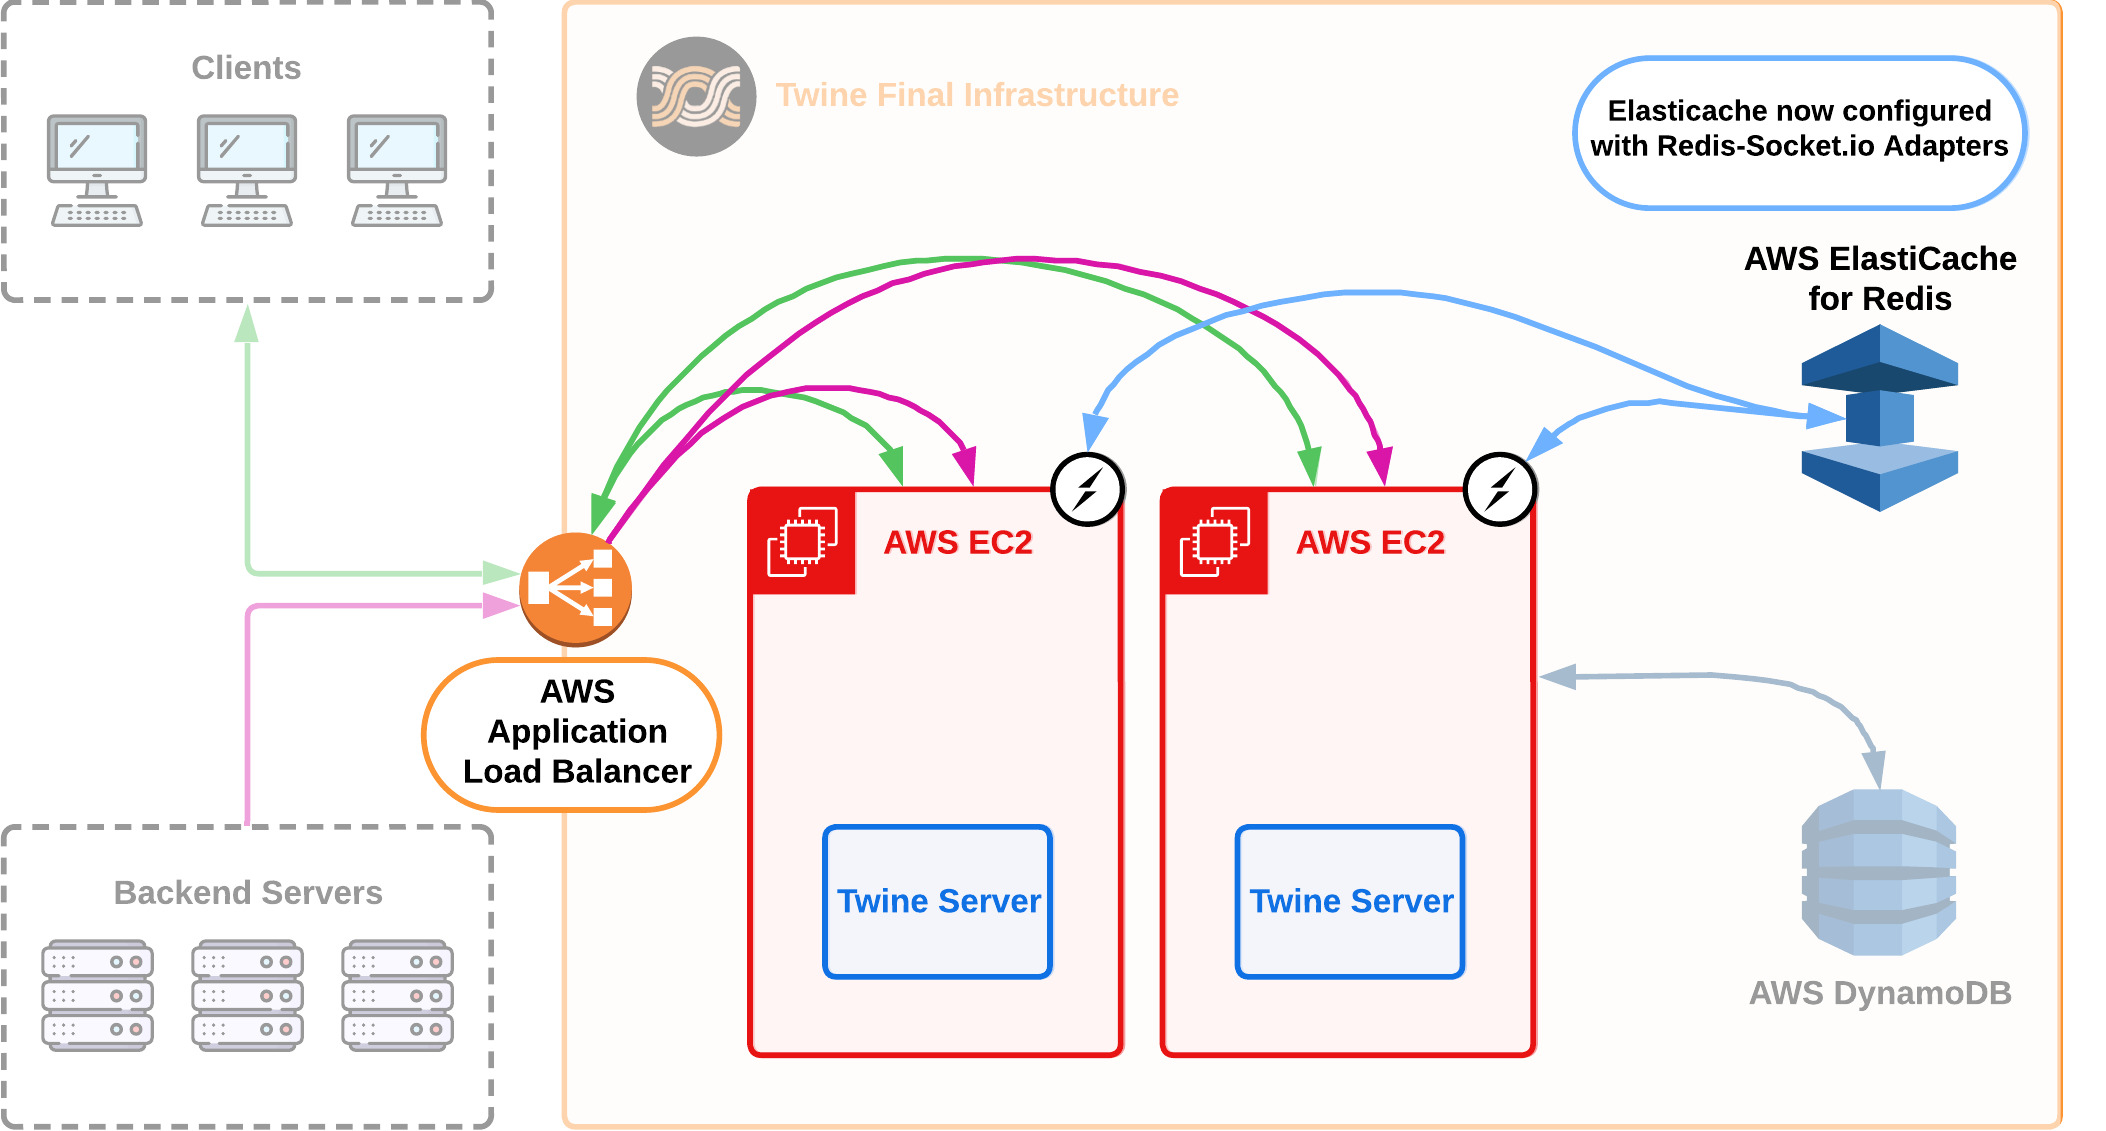 Clients
Twine Final Infrastructure
Elasticache now configured
with Redis-Socket.io Adapters
AWS ElastiCache
for Redis
AWS EC2
AWS EC2
AWS
Application
Load Balancer
Twine Server
Twine Server
Backend Servers
AWS DynamoDB